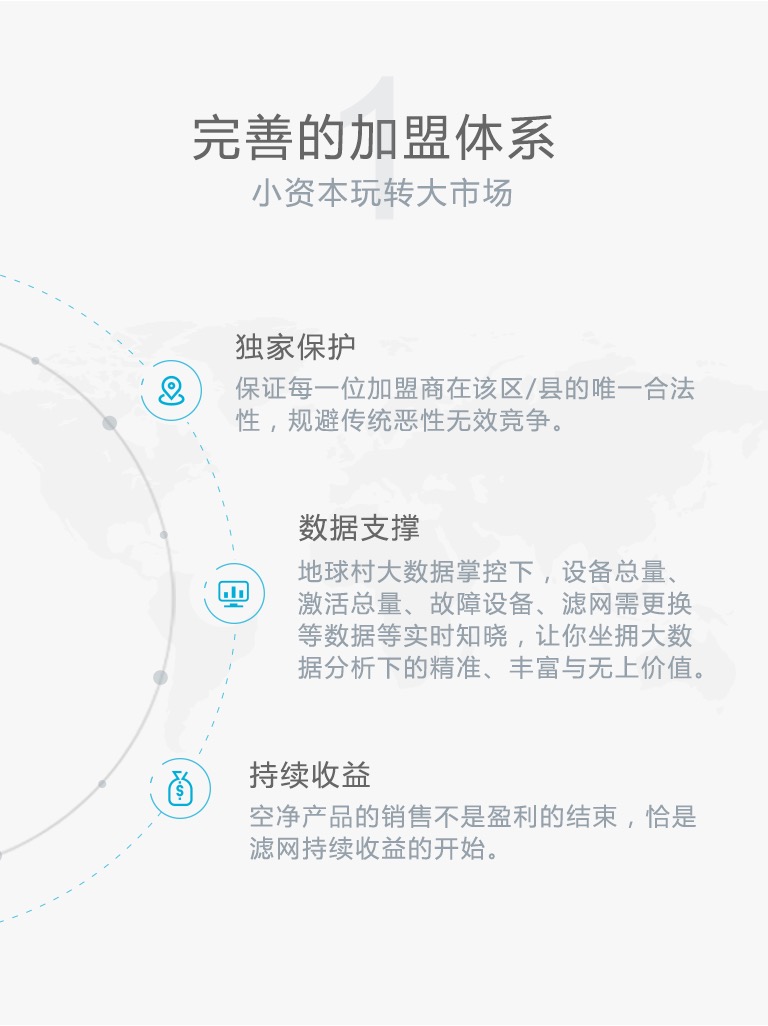 1
完善的加盟体系
小资本玩转大市场
独家保护
保证每一位加盟商在该区/县的唯一合法
性，规避传统恶性无效竞争。
数据支撑
地球村大数据掌控下，设备总量、
激活总量、故障设备、滤网需更换
等数据等实时知晓，让你坐拥大数
据分析下的精准、丰富与无上价值。
持续收益
空净产品的销售不是盈利的结束，恰是
滤网持续收益的开始。